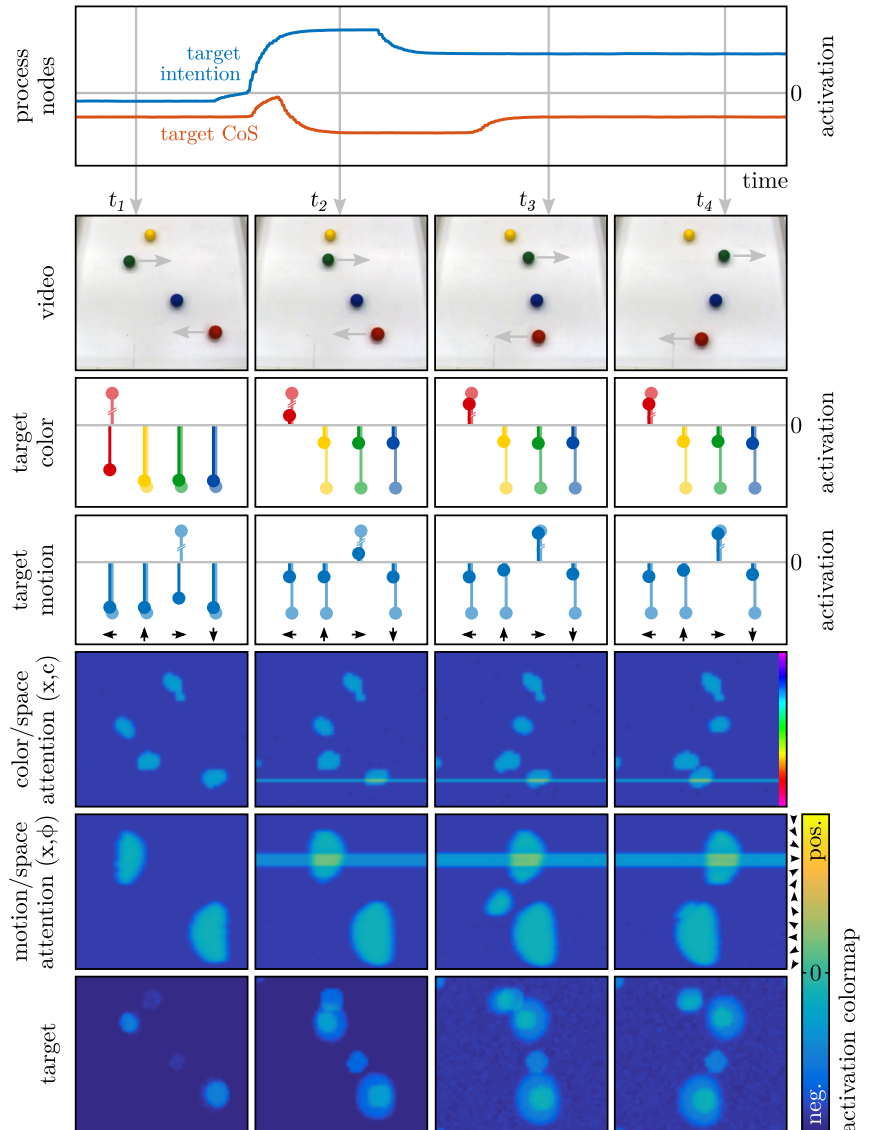 process
nodes
target
intention
target CoS
0
activation
time
t1
t2
t3
t4
video
target
color
0
activation
target
motion
0
activation
color/space
attention (x,c)
motion/space
attention (x,ϕ)
target
pos.
0
neg.
activation colormap